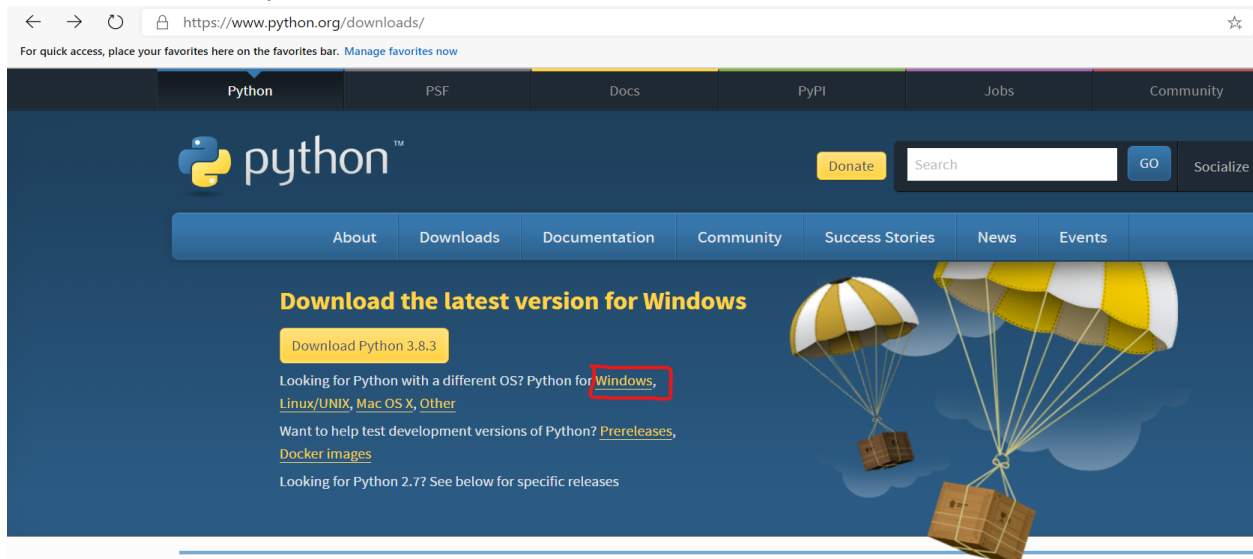 https://www.python.org/downloads/
For quick access, place your favorites here on the favorites bar. Manage favorites now
Python PSF Docs PyPI Jobs Community
python™
Donate Search GO Socialize
About Downloads Documentation Community Success Stories News Events
Download the latest version for Windows
Download Python 3.8.3
Looking for Python with a different OS? Python for Windows,
Linux/UNIX, Mac OS X, Other
Want to help test development versions of Python? Prereleases,
Docker images
Looking for Python 2.7? See below for specific releases